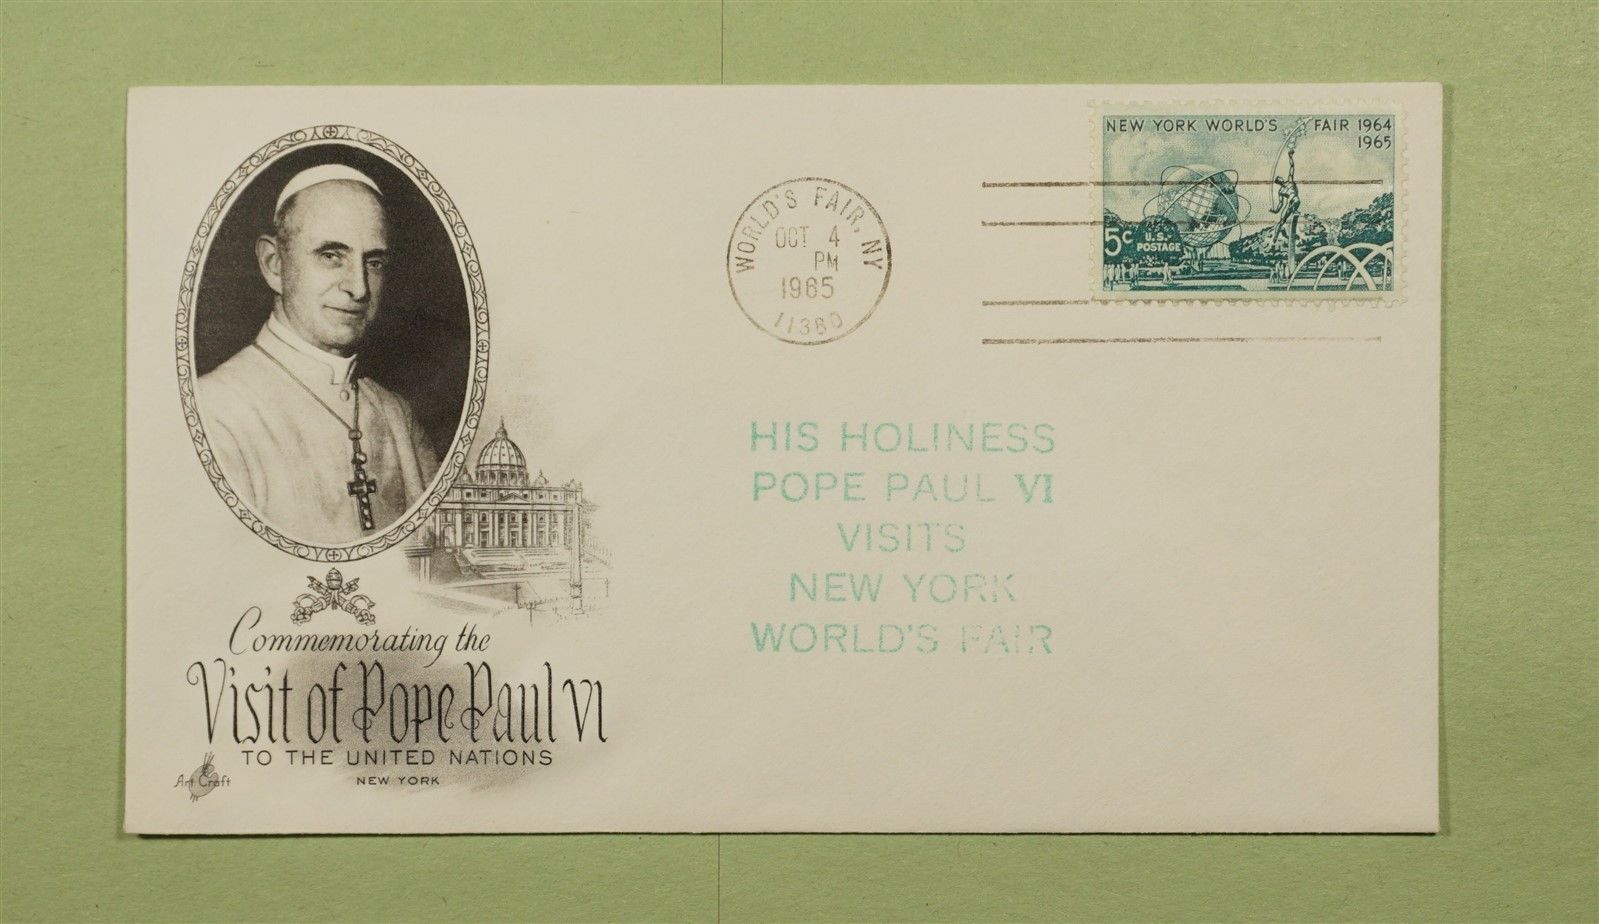 NEW YORK WORLD'S FAIR 1964
1965
5c U.S. POSTAGE
WORLD'S FAIR, NY
OCT 4
PM
1965
11380
HIS HOLINESS
POPE PAUL VI
VISITS
NEW YORK
WORLD'S FAIR
Commemorating the
Visit of Pope Paul VI
TO THE UNITED NATIONS
NEW YORK
Art Craft